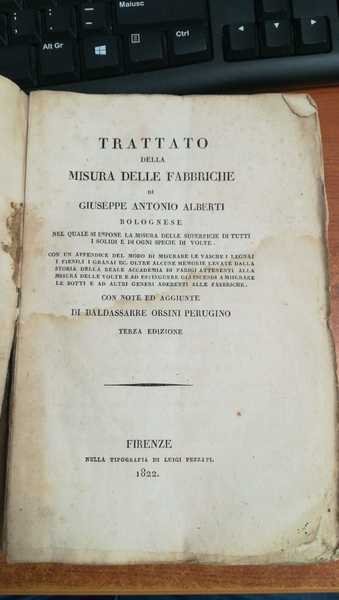 Maiusc
Alt Gr
Ctrl
TRATTATO
DELLA
MISURA DELLE FABBRICHE
DI
GIUSEPPE ANTONIO ALBERTI
BOLOGNESE
NEL QUALE SI ESPONE LA MISURA DELLE SUPERFICIE DI TUTTI
I SOLIDI E DI OGNI SPECIE DI VOLTE.
CON UN APPENDICE DEL MODO DI MISURARE LE VASCHE I LEGNAI
I FIENILI I GRANAI EC. OLTRE ALCUNE MEMORIE LEVATE DALLA
STORIA DELLA REALE ACCADEMIA DI PARIGI ATTENENTI ALLA
MISURA DELLE VOLTE E AD ESTINGUERE GL'INCENDJ A MISURARE
LE BOTTI E AD ALTRI GENERI ADERENTI ALLE FABBRICHE.
CON NOTE ED AGGIUNTE
DI BALDASSARRE ORSINI PERUGINO
TERZA EDIZIONE
FIRENZE
NELLA TIPOGRAFIA DI LUIGI PEZZATI.
1822.